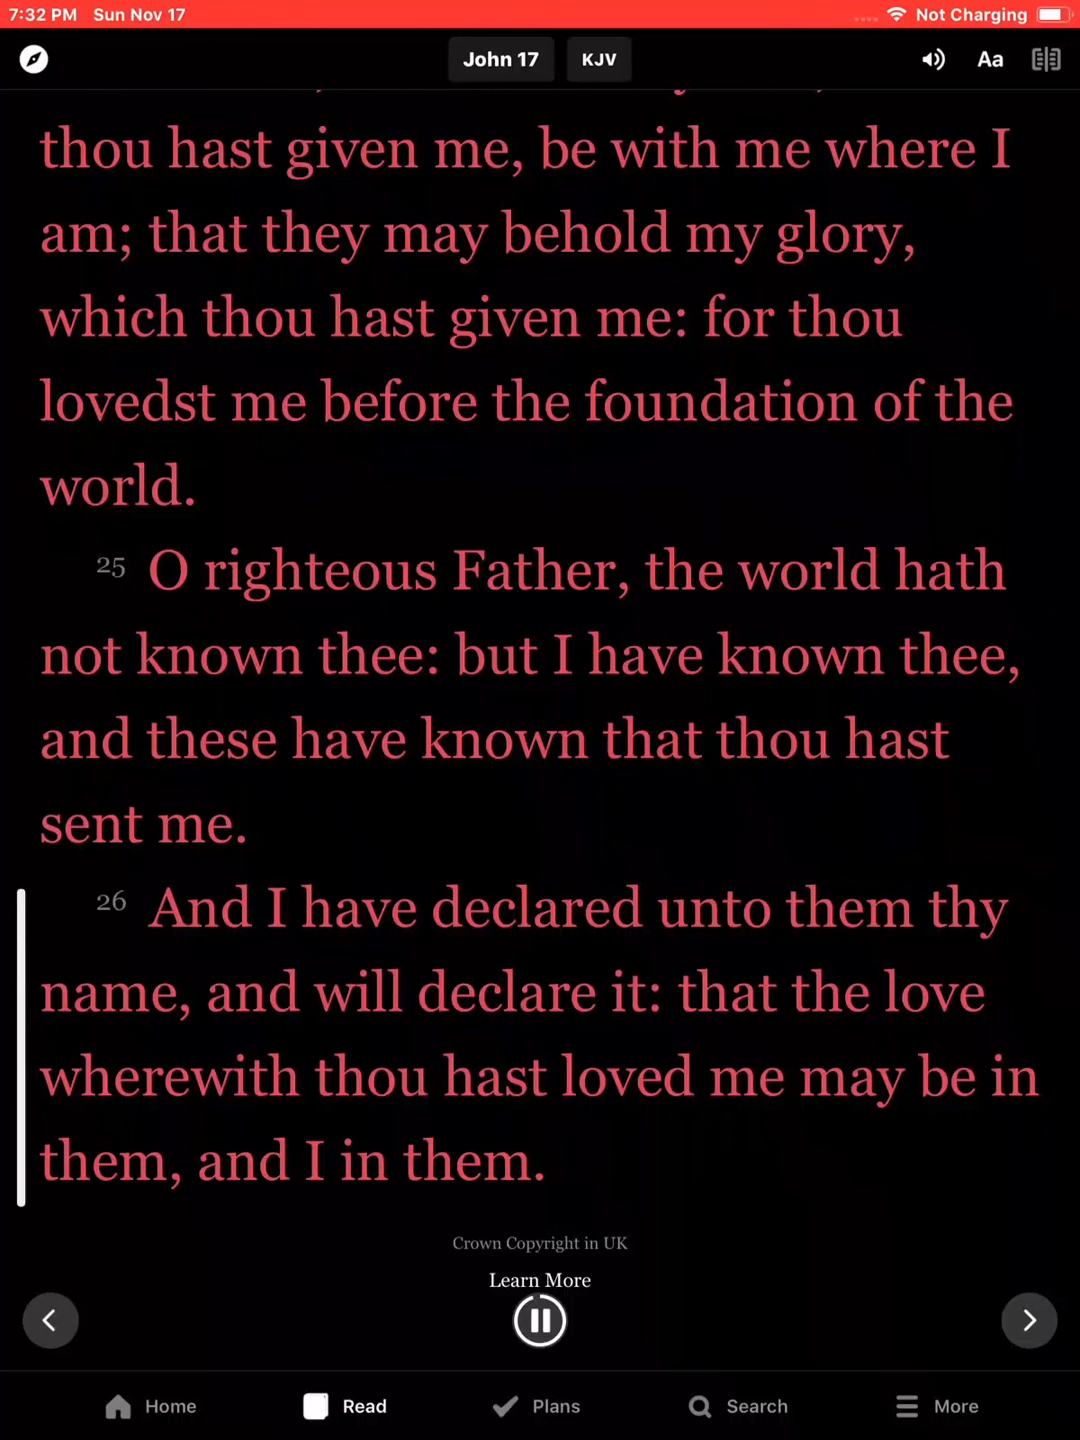 7:32 PM Sun Nov 17 Not Charging
John 17 KJV Aa
thou hast given me, be with me where I
am; that they may behold my glory,
which thou hast given me: for thou
lovedst me before the foundation of the
world.
25 O righteous Father, the world hath
not known thee: but I have known thee,
and these have known that thou hast
sent me.
26 And I have declared unto them thy
name, and will declare it: that the love
wherewith thou hast loved me may be in
them, and I in them.
Crown Copyright in UK
Learn More
Home Read Plans Search More